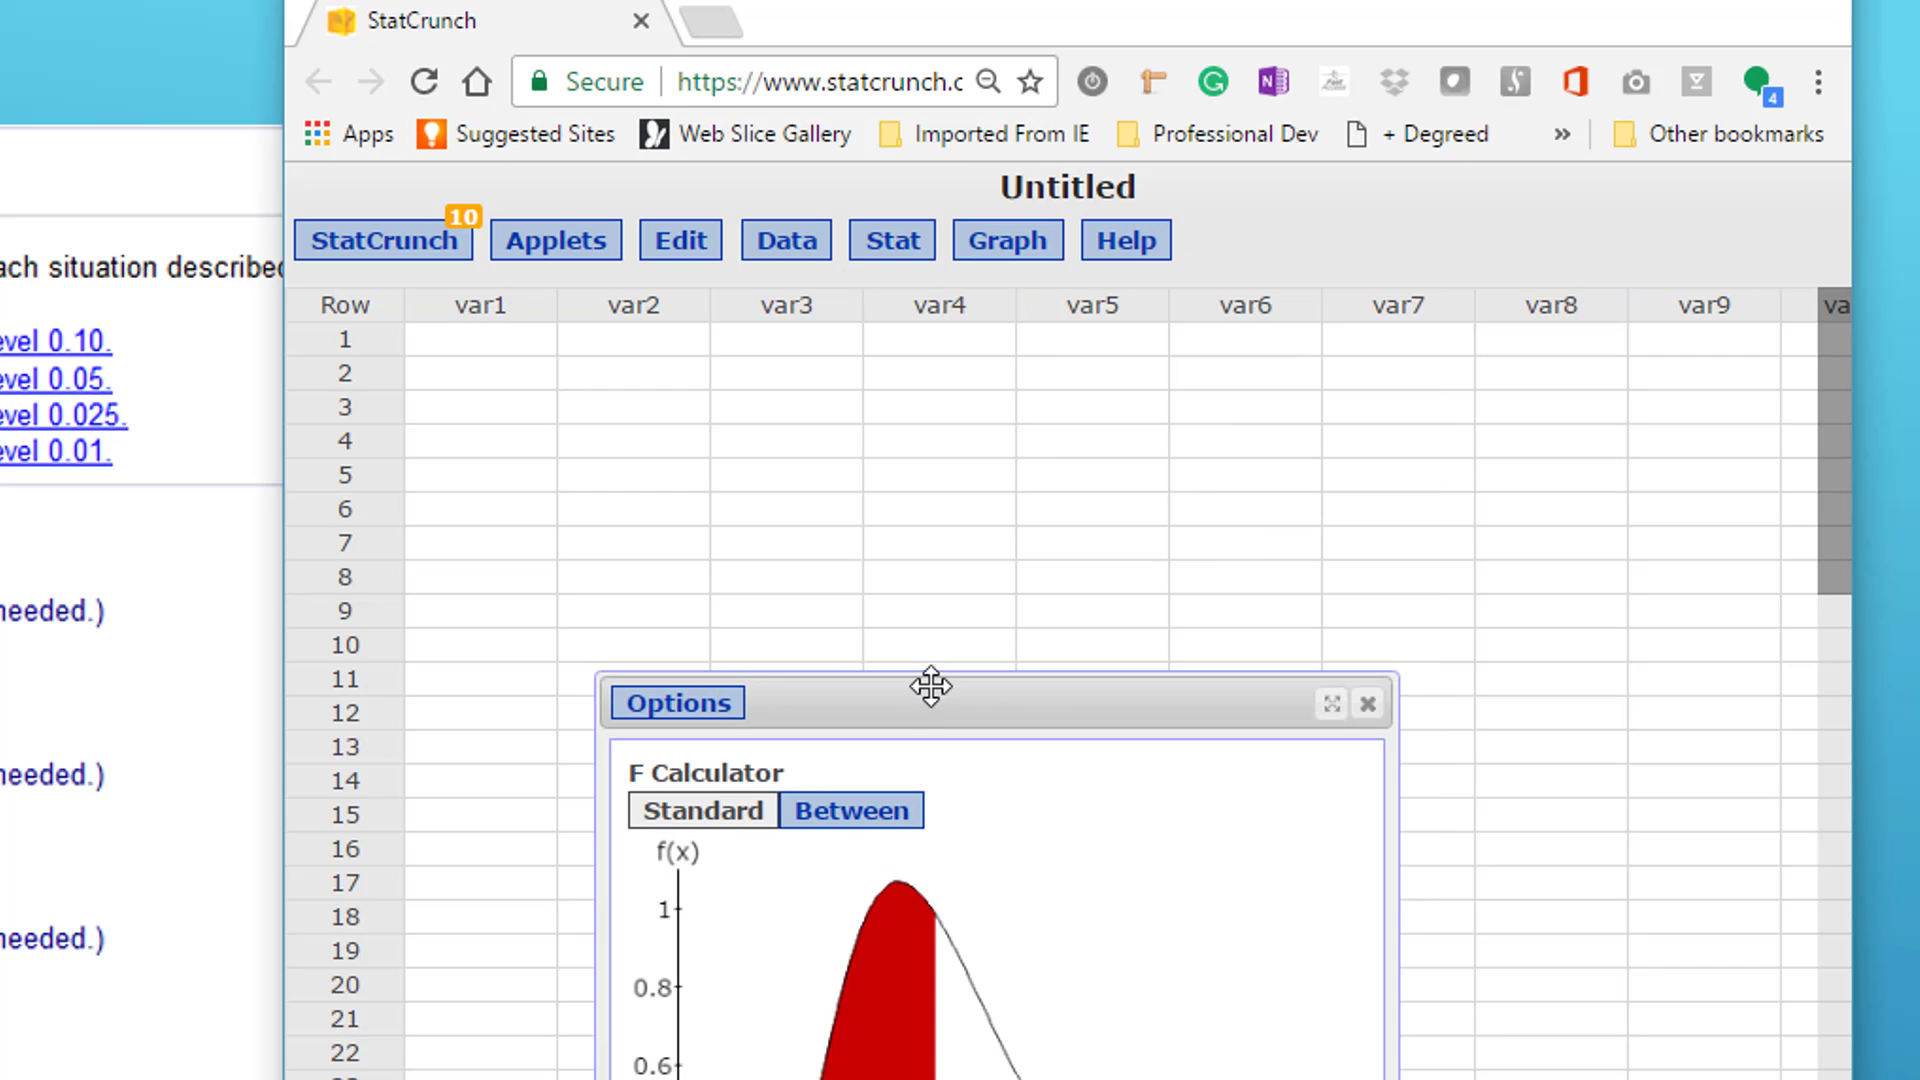 StatCrunch
Secure https://www.statcrunch.c
4
Apps Suggested Sites Web Slice Gallery Imported From IE Professional Dev + Degreed » Other bookmarks
Untitled
10
StatCrunch Applets Edit Data Stat Graph Help
ach situation described
evel 0.10.
evel 0.05.
evel 0.025.
evel 0.01.
needed.)
needed.)
needed.)
Row var1 var2 var3 var4 var5 var6 var7 var8 var9 va
1
2
3
4
5
6
7
8
9
10
11
12
13
14
15
16
17
18
19
20
21
22
Options
F Calculator
Standard Between
f(x)
1
0.8
0.6